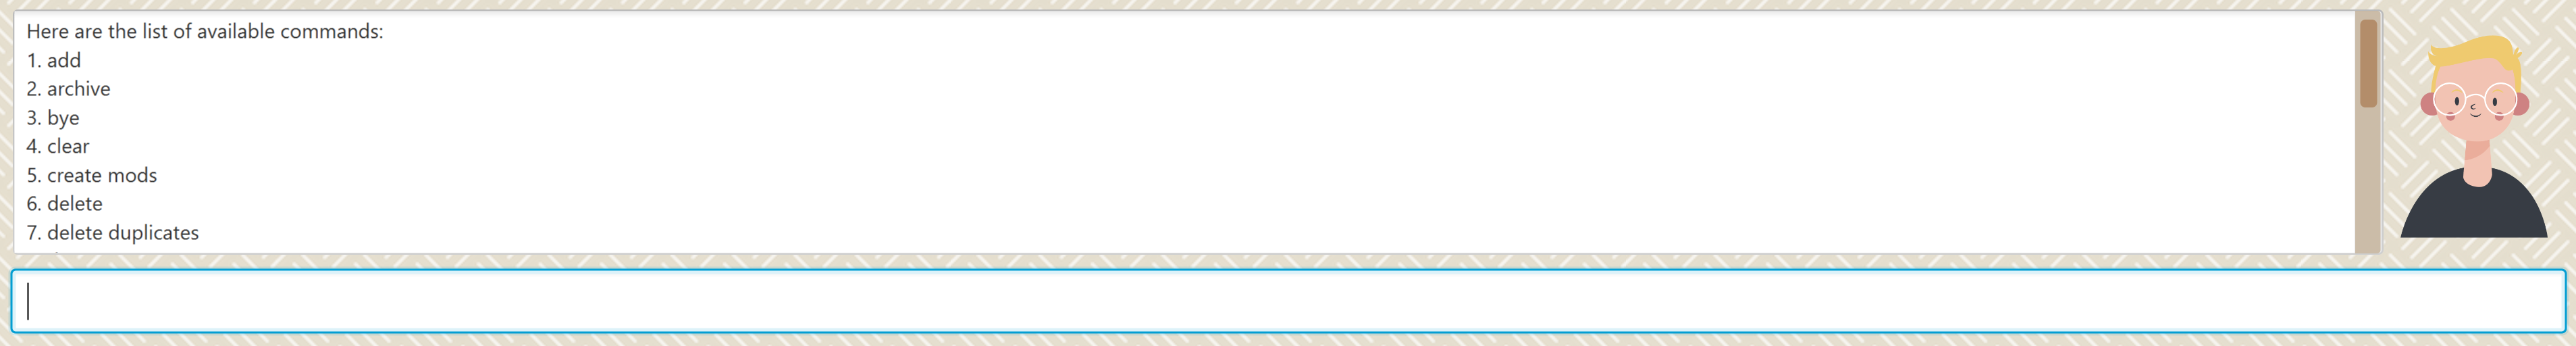 Here are the list of available commands:
1. add
2. archive
3. bye
4. clear
5. create mods
6. delete
7. delete duplicates